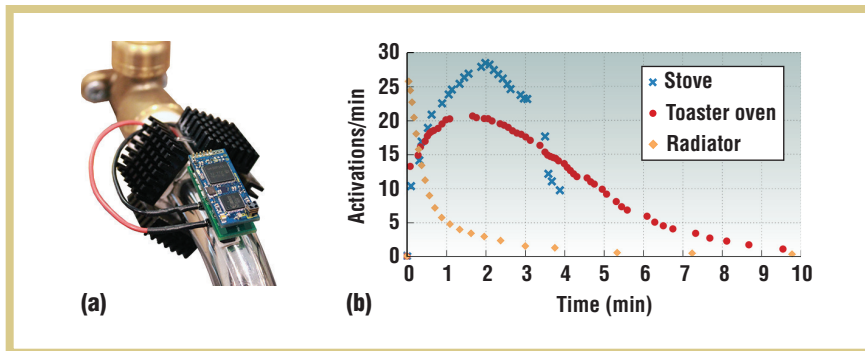 (a)
(b)
Activations/min
30
25
20
15
10
5
0
0 1 2 3 4 5 6 7 8 9 10
Time (min)
Stove
Toaster oven
Radiator